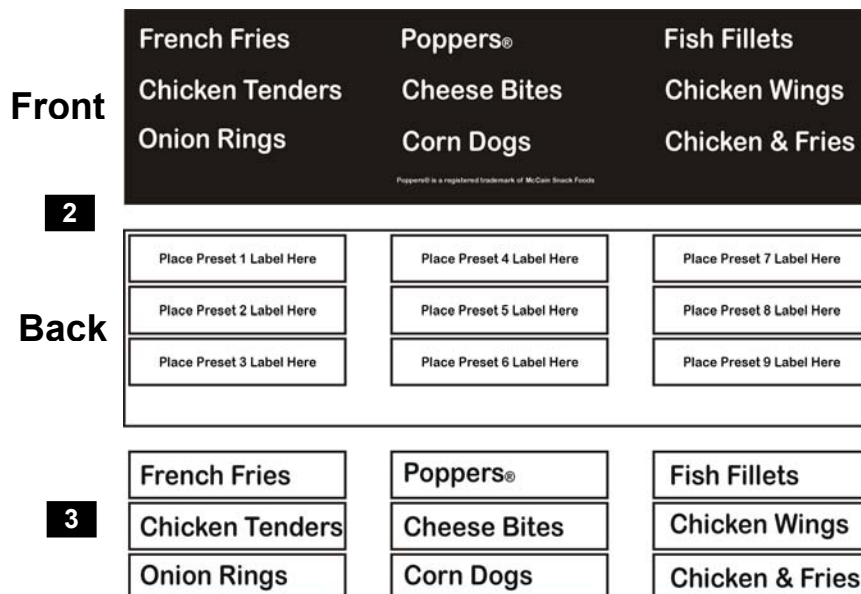 French Fries Poppers® Fish Fillets
Front
Chicken Tenders Cheese Bites Chicken Wings
Onion Rings Corn Dogs Chicken & Fries
Poppers® is a registered trademark of McCain Snack Foods
2
Place Preset 1 Label Here Place Preset 4 Label Here Place Preset 7 Label Here
Place Preset 2 Label Here Place Preset 5 Label Here Place Preset 8 Label Here
Back
Place Preset 3 Label Here Place Preset 6 Label Here Place Preset 9 Label Here
French Fries Poppers® Fish Fillets
3
Chicken Tenders Cheese Bites Chicken Wings
Onion Rings Corn Dogs Chicken & Fries